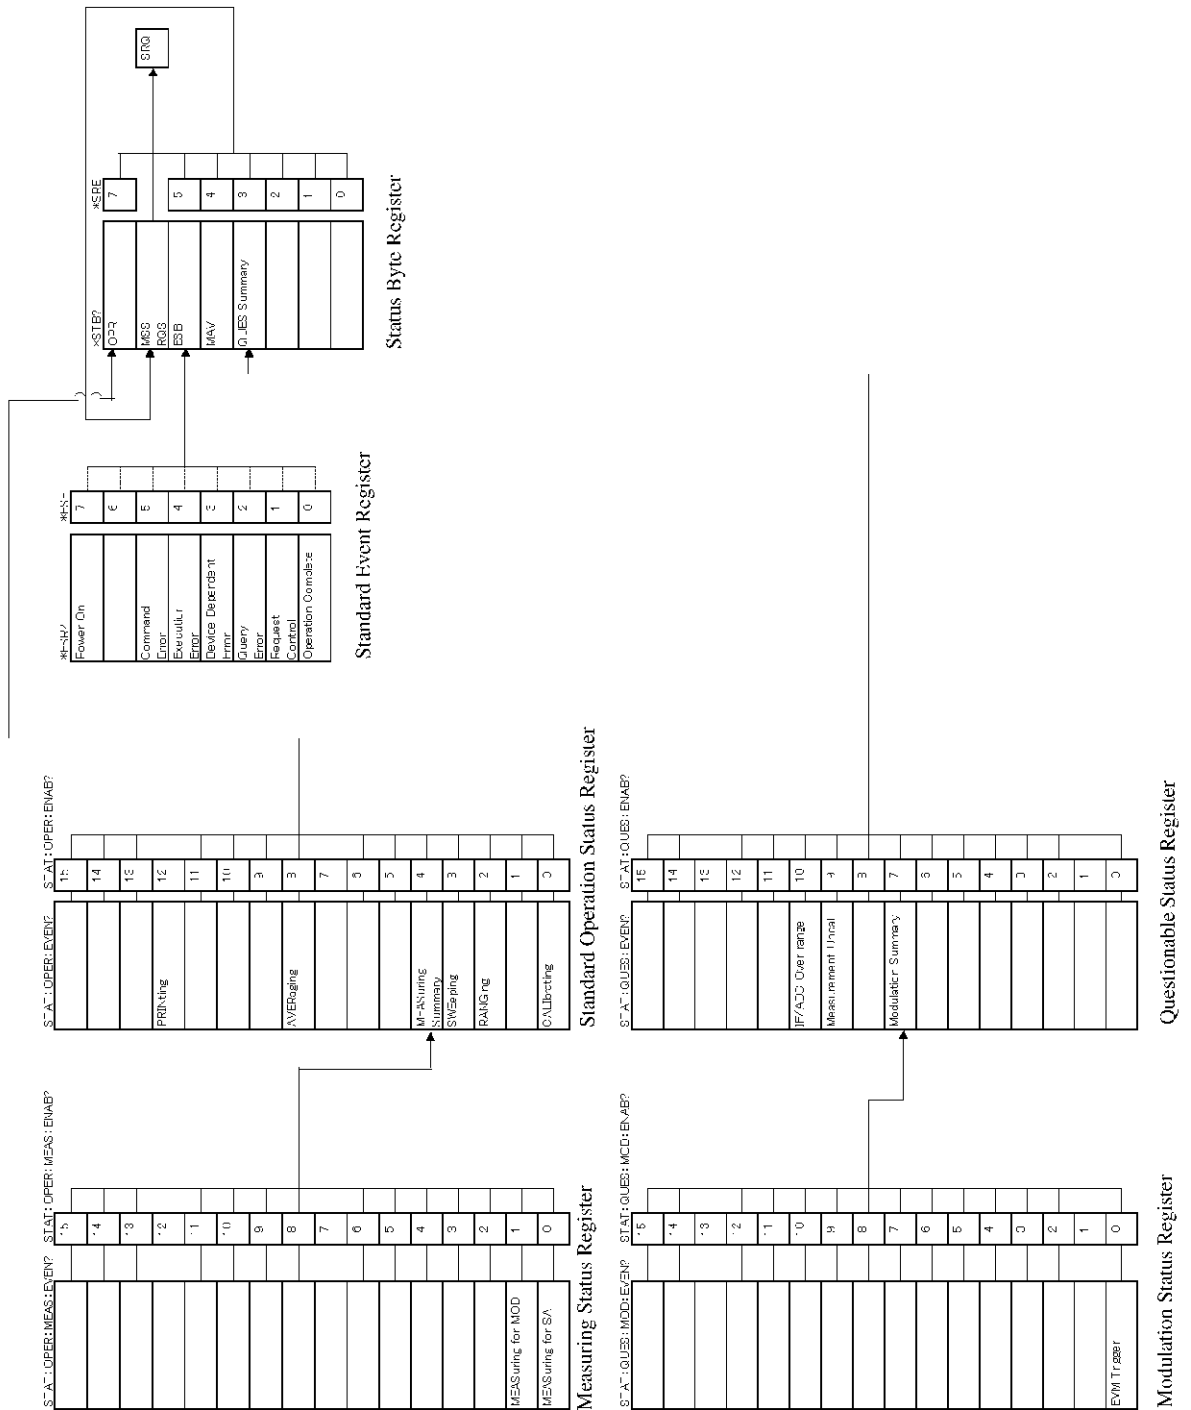 STAT:OPER:MEAS:EVEN?
STAT:OPER:MEAS:ENAB?
15
14
13
12
11
10
9
8
7
6
5
4
3
2
MEASuring for MOD
1
MEASuring for SA
0
Measuring Status Register
STAT:OPER:EVEN?
STAT:OPER:ENAB?
15
14
13
PRINting
12
11
10
9
AVERaging
8
7
6
5
MEASuring
Summary
4
SWEeping
3
RANGing
2
1
CALIbrating
0
Standard Operation Status Register
*ESR?
*ESE
Power On
7
6
Command
Error
5
Execution
Error
4
Device Dependent
Error
3
Query
Error
2
Request
Control
1
Operation Complete
0
Standard Event Register
*STB?
*SRE
OPR
7
MSS
RQS
ESB
5
MAV
4
QUES Summary
3
2
1
0
Status Byte Register
SRQ
STAT:QUES:MOD:EVEN?
STAT:QUES:MOD:ENAB?
15
14
13
12
11
10
9
8
7
6
5
4
3
2
1
EVM Trigger
0
Modulation Status Register
STAT:QUES:EVEN?
STAT:QUES:ENAB?
15
14
13
12
11
IF/ADC Over range
10
Measurement Uncal
9
8
Modulation Summary
7
6
5
4
3
2
1
0
Questionable Status Register